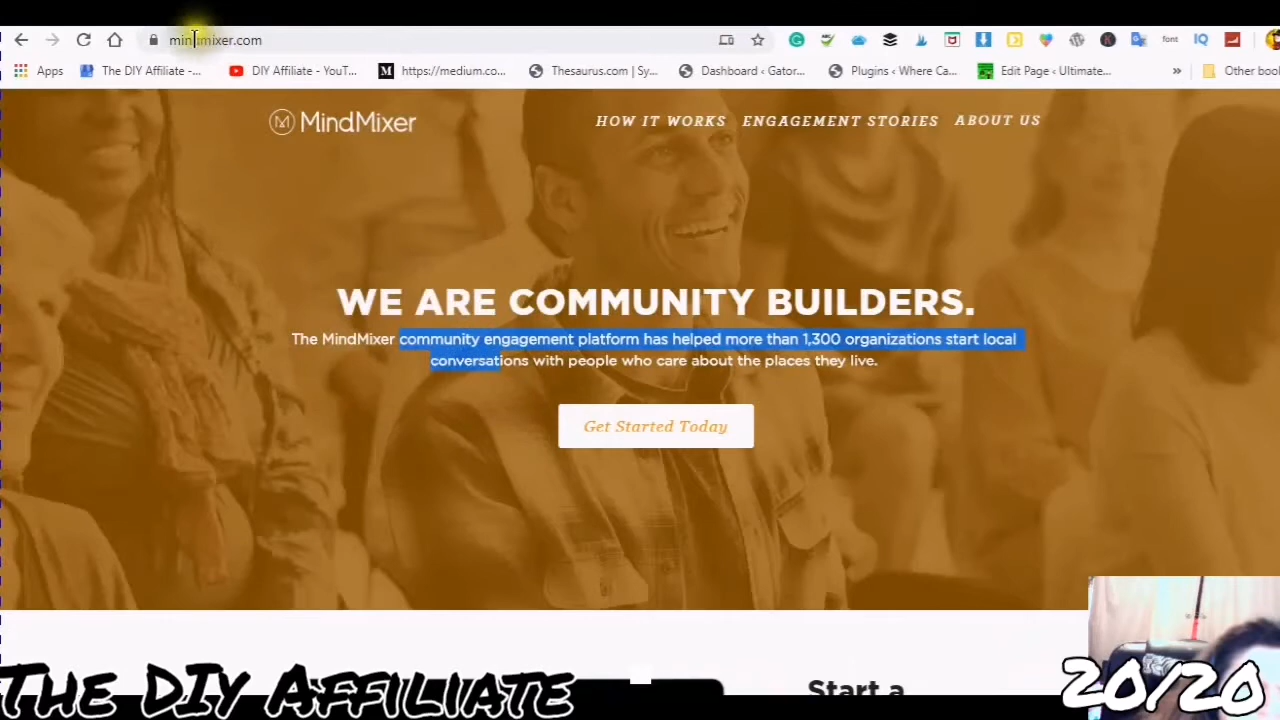 mindmixer.com
font
IQ
Apps
The DIY Affiliate -...
DIY Affiliate - YouT...
M
https://medium.co...
Thesaurus.com | Sy...
Dashboard ‹ Gator...
Plugins ‹ Where Ca...
Edit Page ‹ Ultimate...
»
Other book
MindMixer
HOW IT WORKS
ENGAGEMENT STORIES
ABOUT US
WE ARE COMMUNITY BUILDERS.
The MindMixer community engagement platform has helped more than 1,300 organizations start local
conversations with people who care about the places they live.
Get Started Today
Start a
The DIY Affiliate
20/20